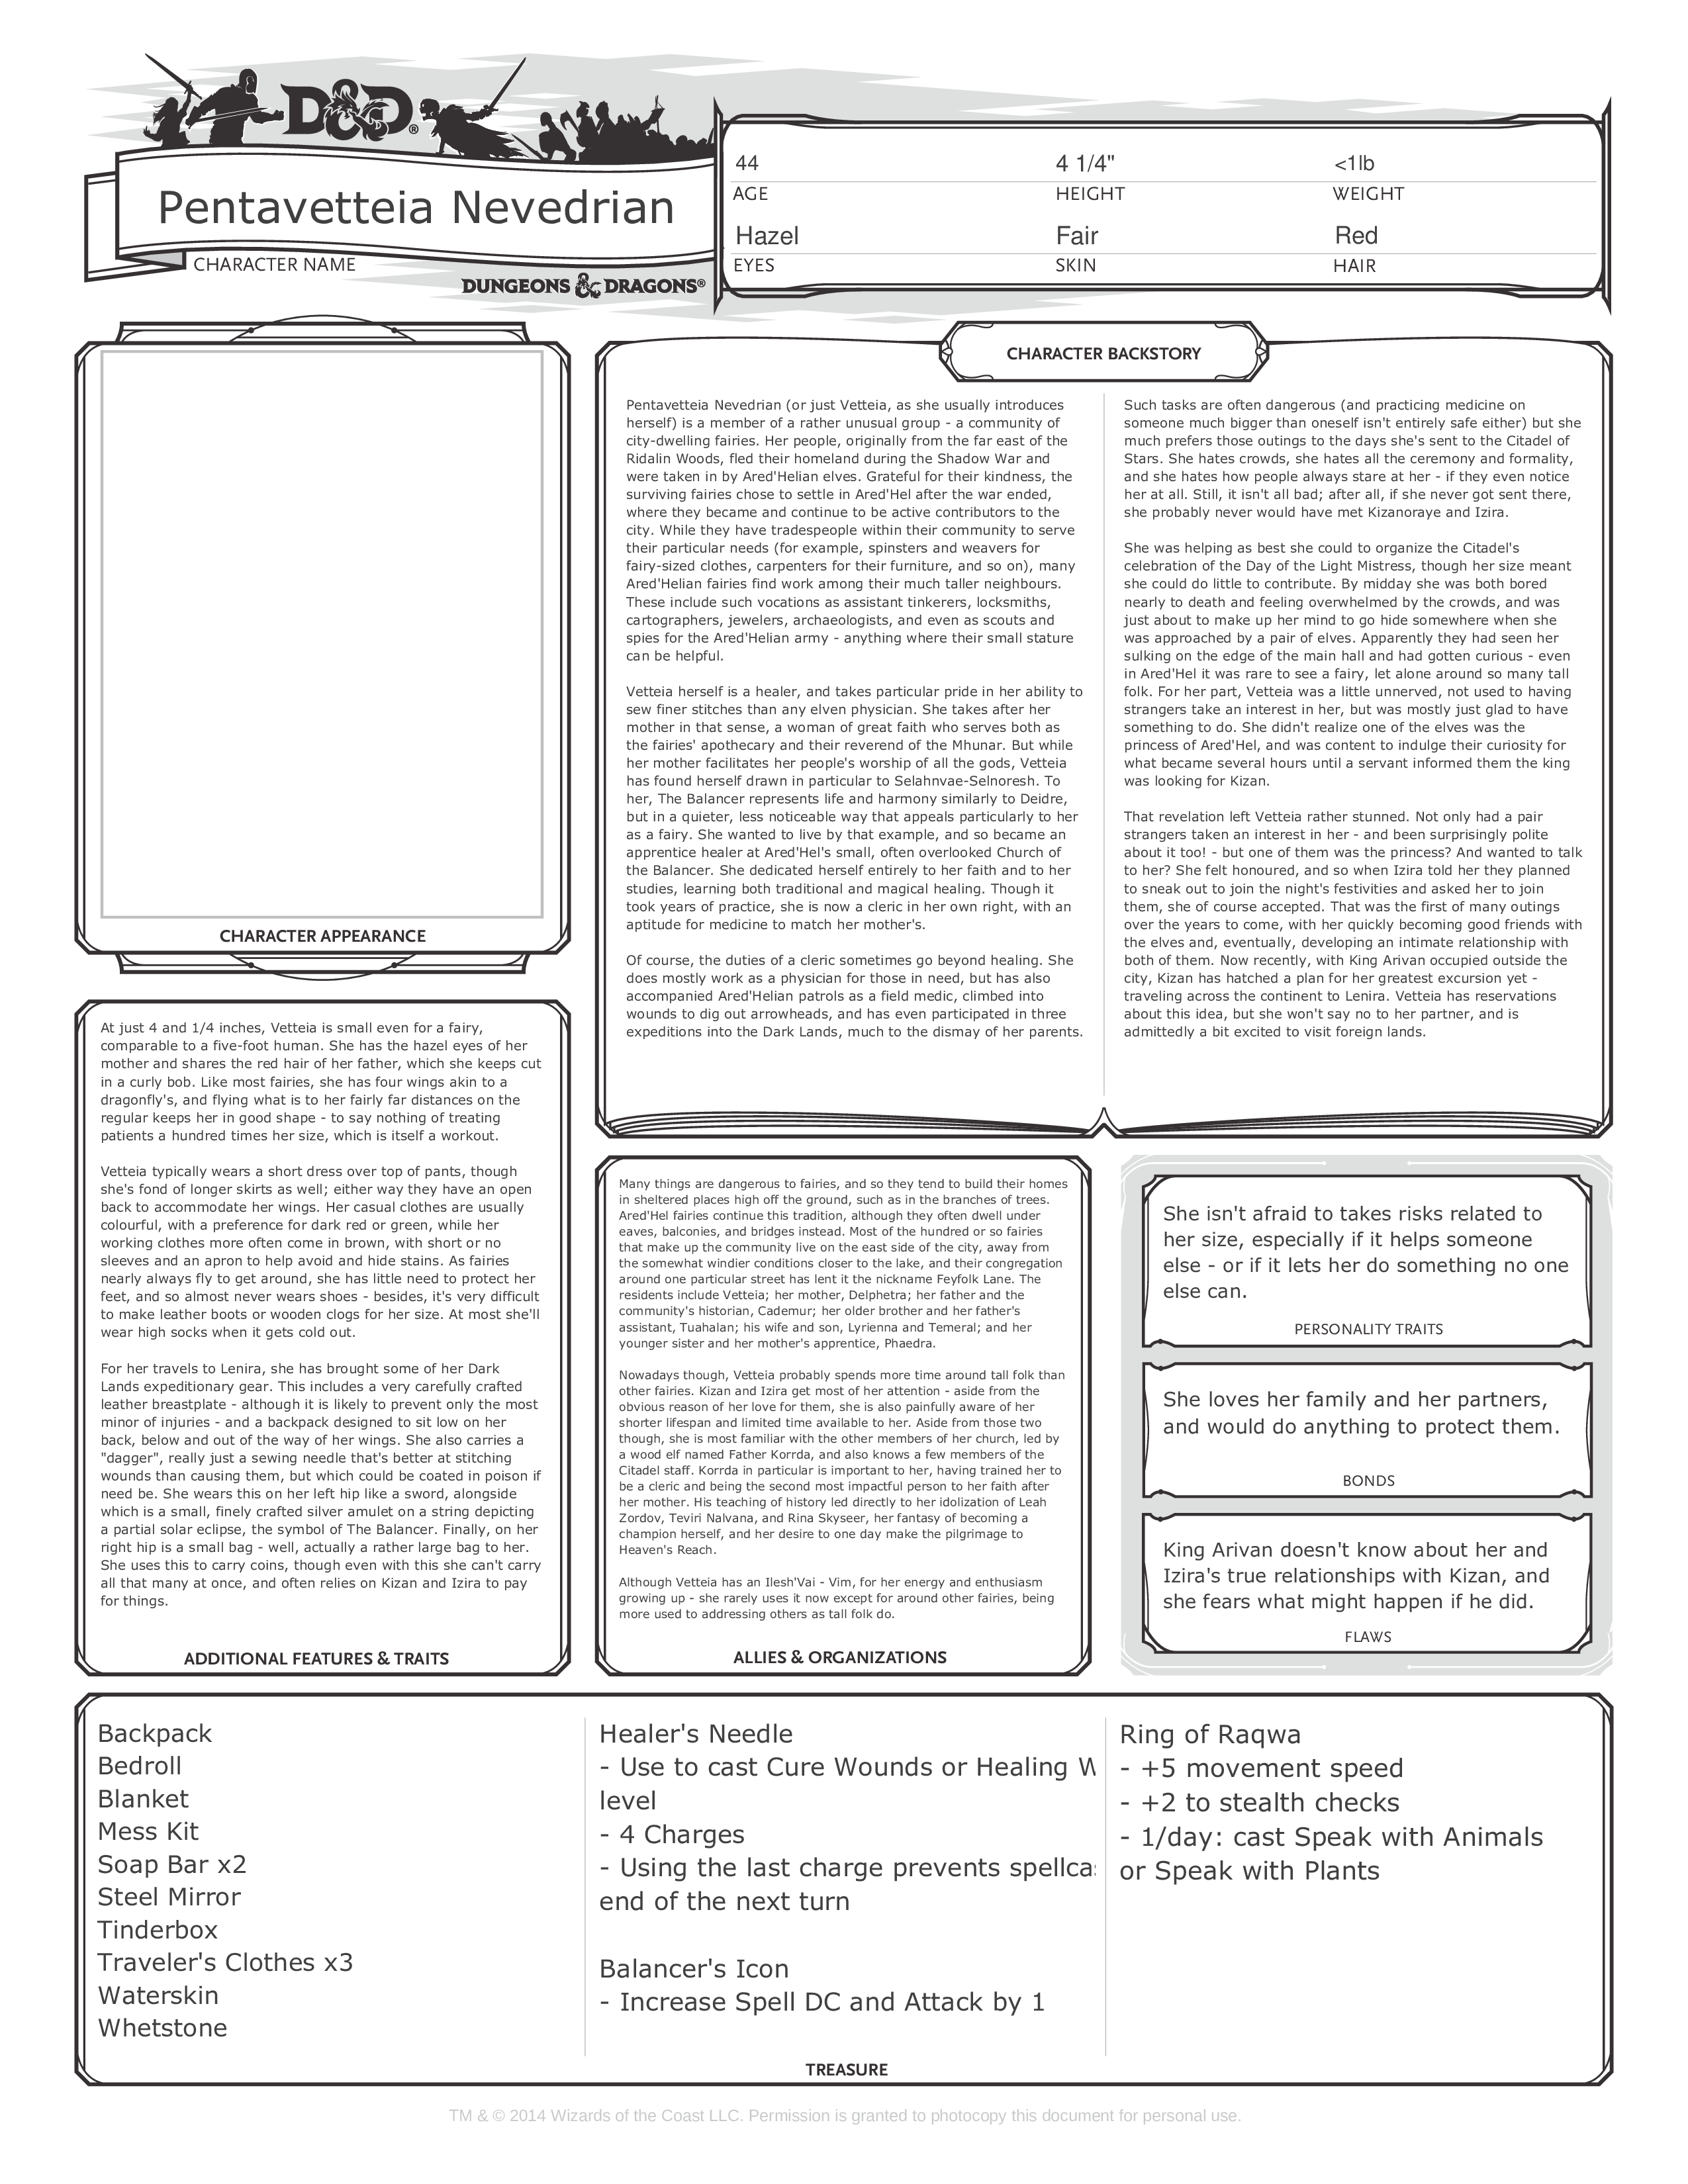 D&D®
Pentavetteia Nevedrian
CHARACTER NAME
DUNGEONS & DRAGONS®
44
4 1/4"
<1lb
AGE
HEIGHT
WEIGHT
Hazel
Fair
Red
EYES
SKIN
HAIR
CHARACTER APPEARANCE
CHARACTER BACKSTORY
Pentavetteia Nevedrian (or just Vetteia, as she usually introduces
herself) is a member of a rather unusual group - a community of
city-dwelling fairies. Her people, originally from the far east of the
Ridalin Woods, fled their homeland during the Shadow War and
were taken in by Ared'Helian elves. Grateful for their kindness, the
surviving fairies chose to settle in Ared'Hel after the war ended,
where they became and continue to be active contributors to the
city. While they have tradespeople within their community to serve
their particular needs (for example, spinsters and weavers for
fairy-sized clothes, carpenters for their furniture, and so on), many
Ared'Helian fairies find work among their much taller neighbours.
These include such vocations as assistant tinkerers, locksmiths,
cartographers, jewelers, archaeologists, and even as scouts and
spies for the Ared'Helian army - anything where their small stature
can be helpful.
Vetteia herself is a healer, and takes particular pride in her ability to
sew finer stitches than any elven physician. She takes after her
mother in that sense, a woman of great faith who serves both as
the fairies' apothecary and their reverend of the Mhunar. But while
her mother facilitates her people's worship of all the gods, Vetteia
has found herself drawn in particular to Selahnvae-Selnoresh. To
her, The Balancer represents life and harmony similarly to Deidre,
but in a quieter, less noticeable way that appeals particularly to her
as a fairy. She wanted to live by that example, and so became an
apprentice healer at Ared'Hel's small, often overlooked Church of
the Balancer. She dedicated herself entirely to her faith and to her
studies, learning both traditional and magical healing. Though it
took years of practice, she is now a cleric in her own right, with an
aptitude for medicine to match her mother's.
Of course, the duties of a cleric sometimes go beyond healing. She
does mostly work as a physician for those in need, but has also
accompanied Ared'Helian patrols as a field medic, climbed into
wounds to dig out arrowheads, and has even participated in three
expeditions into the Dark Lands, much to the dismay of her parents.
Such tasks are often dangerous (and practicing medicine on
someone much bigger than oneself isn't entirely safe either) but she
much prefers those outings to the days she's sent to the Citadel of
Stars. She hates crowds, she hates all the ceremony and formality,
and she hates how people always stare at her - if they even notice
her at all. Still, it isn't all bad; after all, if she never got sent there,
she probably never would have met Kizanoraye and Izira.
She was helping as best she could to organize the Citadel's
celebration of the Day of the Light Mistress, though her size meant
she could do little to contribute. By midday she was both bored
nearly to death and feeling overwhelmed by the crowds, and was
just about to make up her mind to go hide somewhere when she
was approached by a pair of elves. Apparently they had seen her
sulking on the edge of the main hall and had gotten curious - even
in Ared'Hel it was rare to see a fairy, let alone around so many tall
folk. For her part, Vetteia was a little unnerved, not used to having
strangers take an interest in her, but was mostly just glad to have
something to do. She didn't realize one of the elves was the
princess of Ared'Hel, and was content to indulge their curiosity for
what became several hours until a servant informed them the king
was looking for Kizan.
That revelation left Vetteia rather stunned. Not only had a pair
strangers taken an interest in her - and been surprisingly polite
about it too! - but one of them was the princess? And wanted to talk
to her? She felt honoured, and so when Izira told her they planned
to sneak out to join the night's festivities and asked her to join
them, she of course accepted. That was the first of many outings
over the years to come, with her quickly becoming good friends with
the elves and, eventually, developing an intimate relationship with
both of them. Now recently, with King Arivan occupied outside the
city, Kizan has hatched a plan for her greatest excursion yet -
traveling across the continent to Lenira. Vetteia has reservations
about this idea, but she won't say no to her partner, and is
admittedly a bit excited to visit foreign lands.
At just 4 and 1/4 inches, Vetteia is small even for a fairy,
comparable to a five-foot human. She has the hazel eyes of her
mother and shares the red hair of her father, which she keeps cut
in a curly bob. Like most fairies, she has four wings akin to a
dragonfly's, and flying what is to her fairly far distances on the
regular keeps her in good shape - to say nothing of treating
patients a hundred times her size, which is itself a workout.
Vetteia typically wears a short dress over top of pants, though
she's fond of longer skirts as well; either way they have an open
back to accommodate her wings. Her casual clothes are usually
colourful, with a preference for dark red or green, while her
working clothes more often come in brown, with short or no
sleeves and an apron to help avoid and hide stains. As fairies
nearly always fly to get around, she has little need to protect her
feet, and so almost never wears shoes - besides, it's very difficult
to make leather boots or wooden clogs for her size. At most she'll
wear high socks when it gets cold out.
For her travels to Lenira, she has brought some of her Dark
Lands expeditionary gear. This includes a very carefully crafted
leather breastplate - although it is likely to prevent only the most
minor of injuries - and a backpack designed to sit low on her
back, below and out of the way of her wings. She also carries a
"dagger", really just a sewing needle that's better at stitching
wounds than causing them, but which could be coated in poison if
need be. She wears this on her left hip like a sword, alongside
which is a small, finely crafted silver amulet on a string depicting
a partial solar eclipse, the symbol of The Balancer. Finally, on her
right hip is a small bag - well, actually a rather large bag to her.
She uses this to carry coins, though even with this she can't carry
all that many at once, and often relies on Kizan and Izira to pay
for things.
ADDITIONAL FEATURES & TRAITS
Many things are dangerous to fairies, and so they tend to build their homes
in sheltered places high off the ground, such as in the branches of trees.
Ared'Hel fairies continue this tradition, although they often dwell under
eaves, balconies, and bridges instead. Most of the hundred or so fairies
that make up the community live on the east side of the city, away from
the somewhat windier conditions closer to the lake, and their congregation
around one particular street has lent it the nickname Feyfolk Lane. The
residents include Vetteia; her mother, Delphetra; her father and the
community's historian, Cademur; her older brother and her father's
assistant, Tuahalan; his wife and son, Lyrienna and Temeral; and her
younger sister and her mother's apprentice, Phaedra.
Nowadays though, Vetteia probably spends more time around tall folk than
other fairies. Kizan and Izira get most of her attention - aside from the
obvious reason of her love for them, she is also painfully aware of her
shorter lifespan and limited time available to her. Aside from those two
though, she is most familiar with the other members of her church, led by
a wood elf named Father Korrda, and also knows a few members of the
Citadel staff. Korrda in particular is important to her, having trained her to
be a cleric and being the second most impactful person to her faith after
her mother. His teaching of history led directly to her idolization of Leah
Zordov, Teviri Nalvana, and Rina Skyseer, her fantasy of becoming a
champion herself, and her desire to one day make the pilgrimage to
Heaven's Reach.
Although Vetteia has an Ilesh'Vai - Vim, for her energy and enthusiasm
growing up - she rarely uses it now except for around other fairies, being
more used to addressing others as tall folk do.
ALLIES & ORGANIZATIONS
She isn't afraid to takes risks related to
her size, especially if it helps someone
else - or if it lets her do something no one
else can.
PERSONALITY TRAITS
She loves her family and her partners,
and would do anything to protect them.
BONDS
King Arivan doesn't know about her and
Izira's true relationships with Kizan, and
she fears what might happen if he did.
FLAWS
Backpack
Bedroll
Blanket
Mess Kit
Soap Bar x2
Steel Mirror
Tinderbox
Traveler's Clothes x3
Waterskin
Whetstone
Healer's Needle
- Use to cast Cure Wounds or Healing W
level
- 4 Charges
- Using the last charge prevents spellca
end of the next turn
Balancer's Icon
- Increase Spell DC and Attack by 1
Ring of Raqwa
- +5 movement speed
- +2 to stealth checks
- 1/day: cast Speak with Animals
or Speak with Plants
TREASURE
TM & © 2014 Wizards of the Coast LLC. Permission is granted to photocopy this document for personal use.